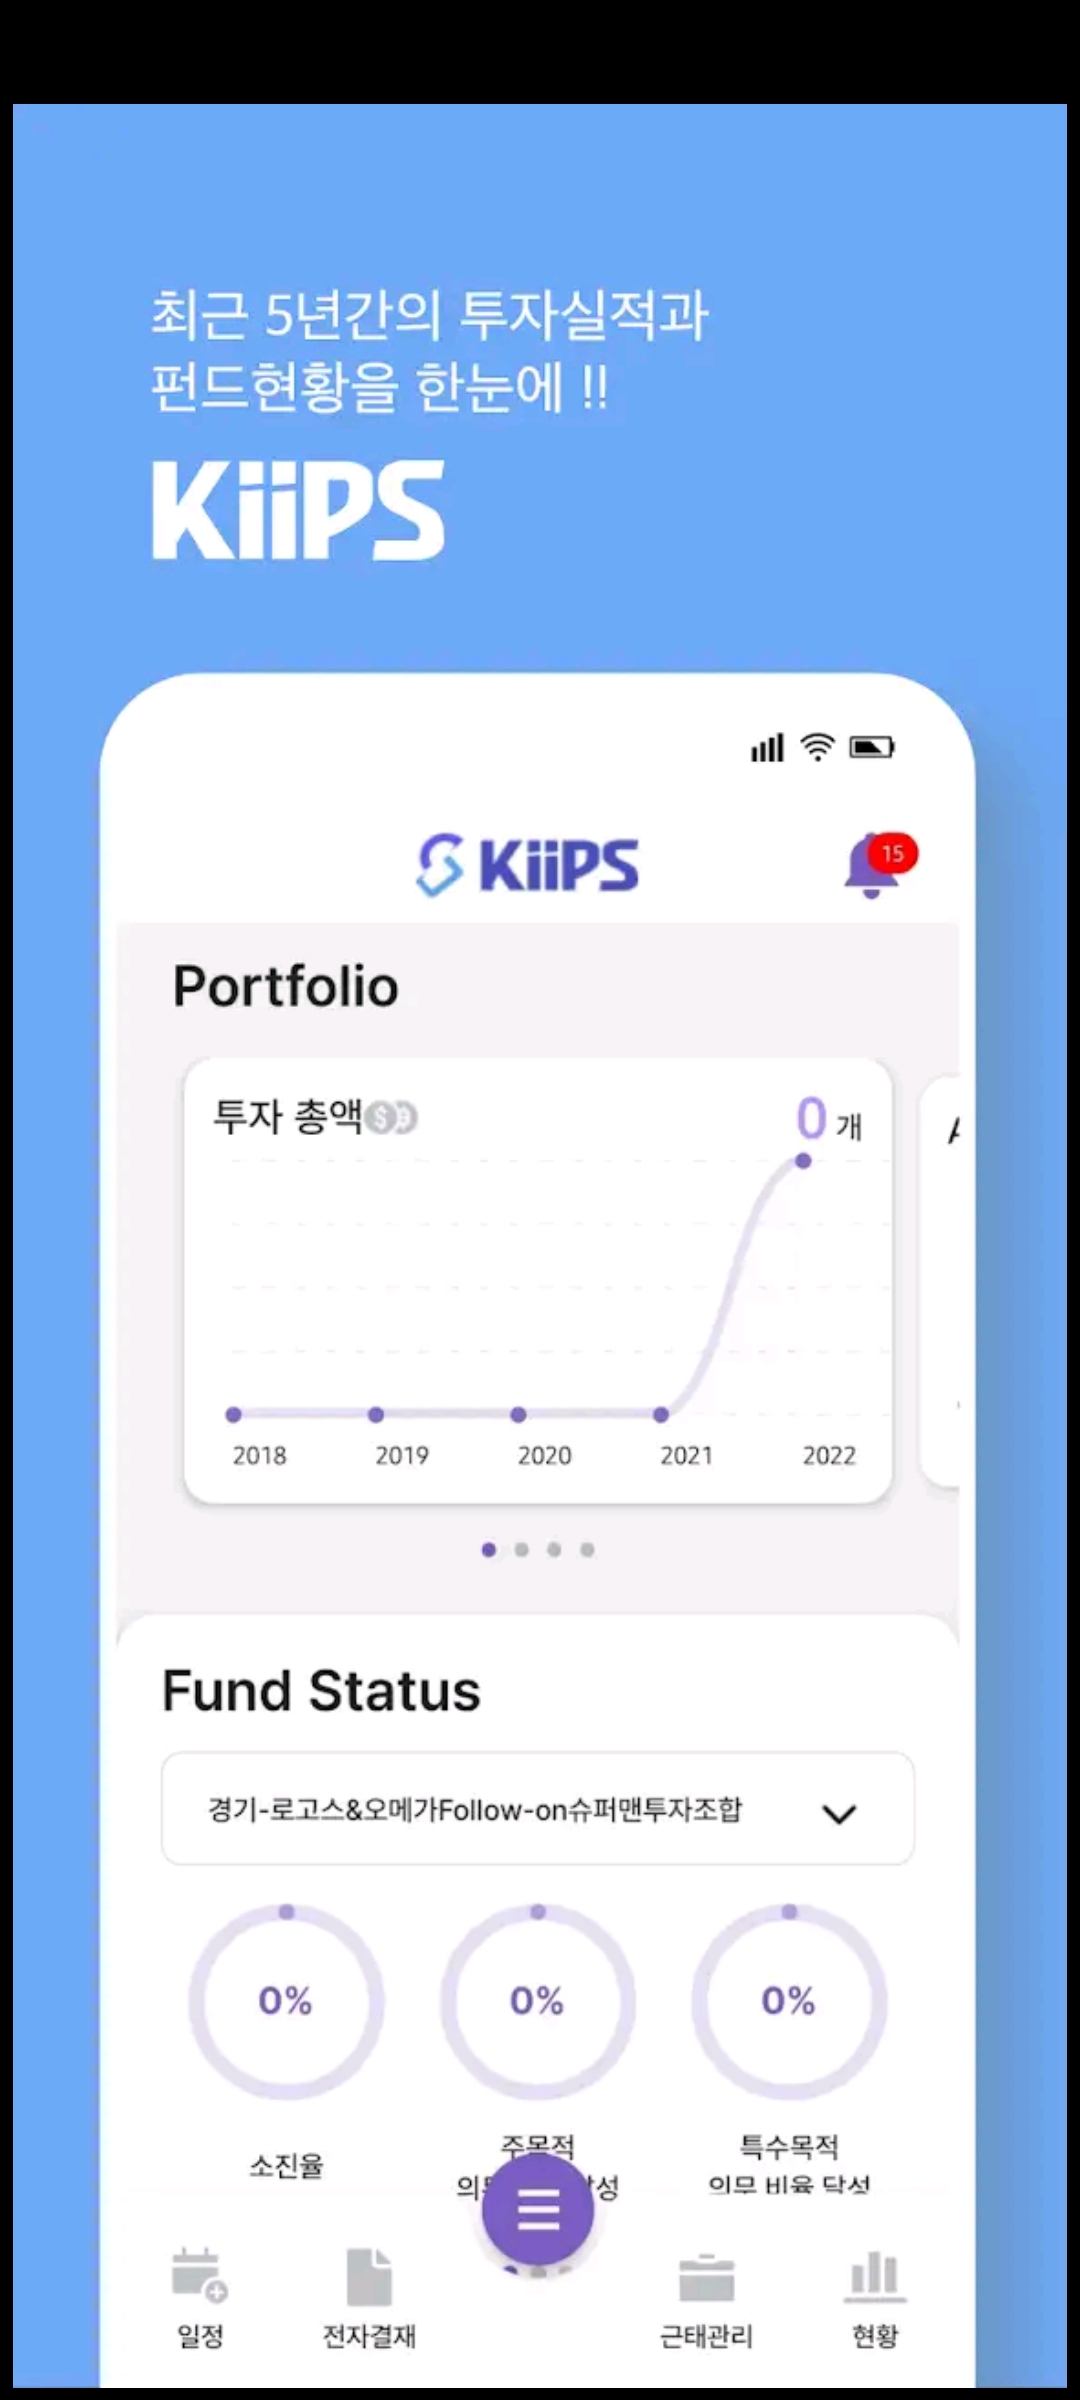 최근 5년간의 투자실적과
펀드현황을 한눈에 !!
KiiPS
KiiPS
15
Portfolio
투자 총액
0 개
2018 2019 2020 2021 2022
Fund Status
경기-로고스&오메가Follow-on슈퍼맨투자조합
0% 0% 0%
소진율
주목적
특수목적
의무 비율 달성
일정 전자결재 근태관리 현황